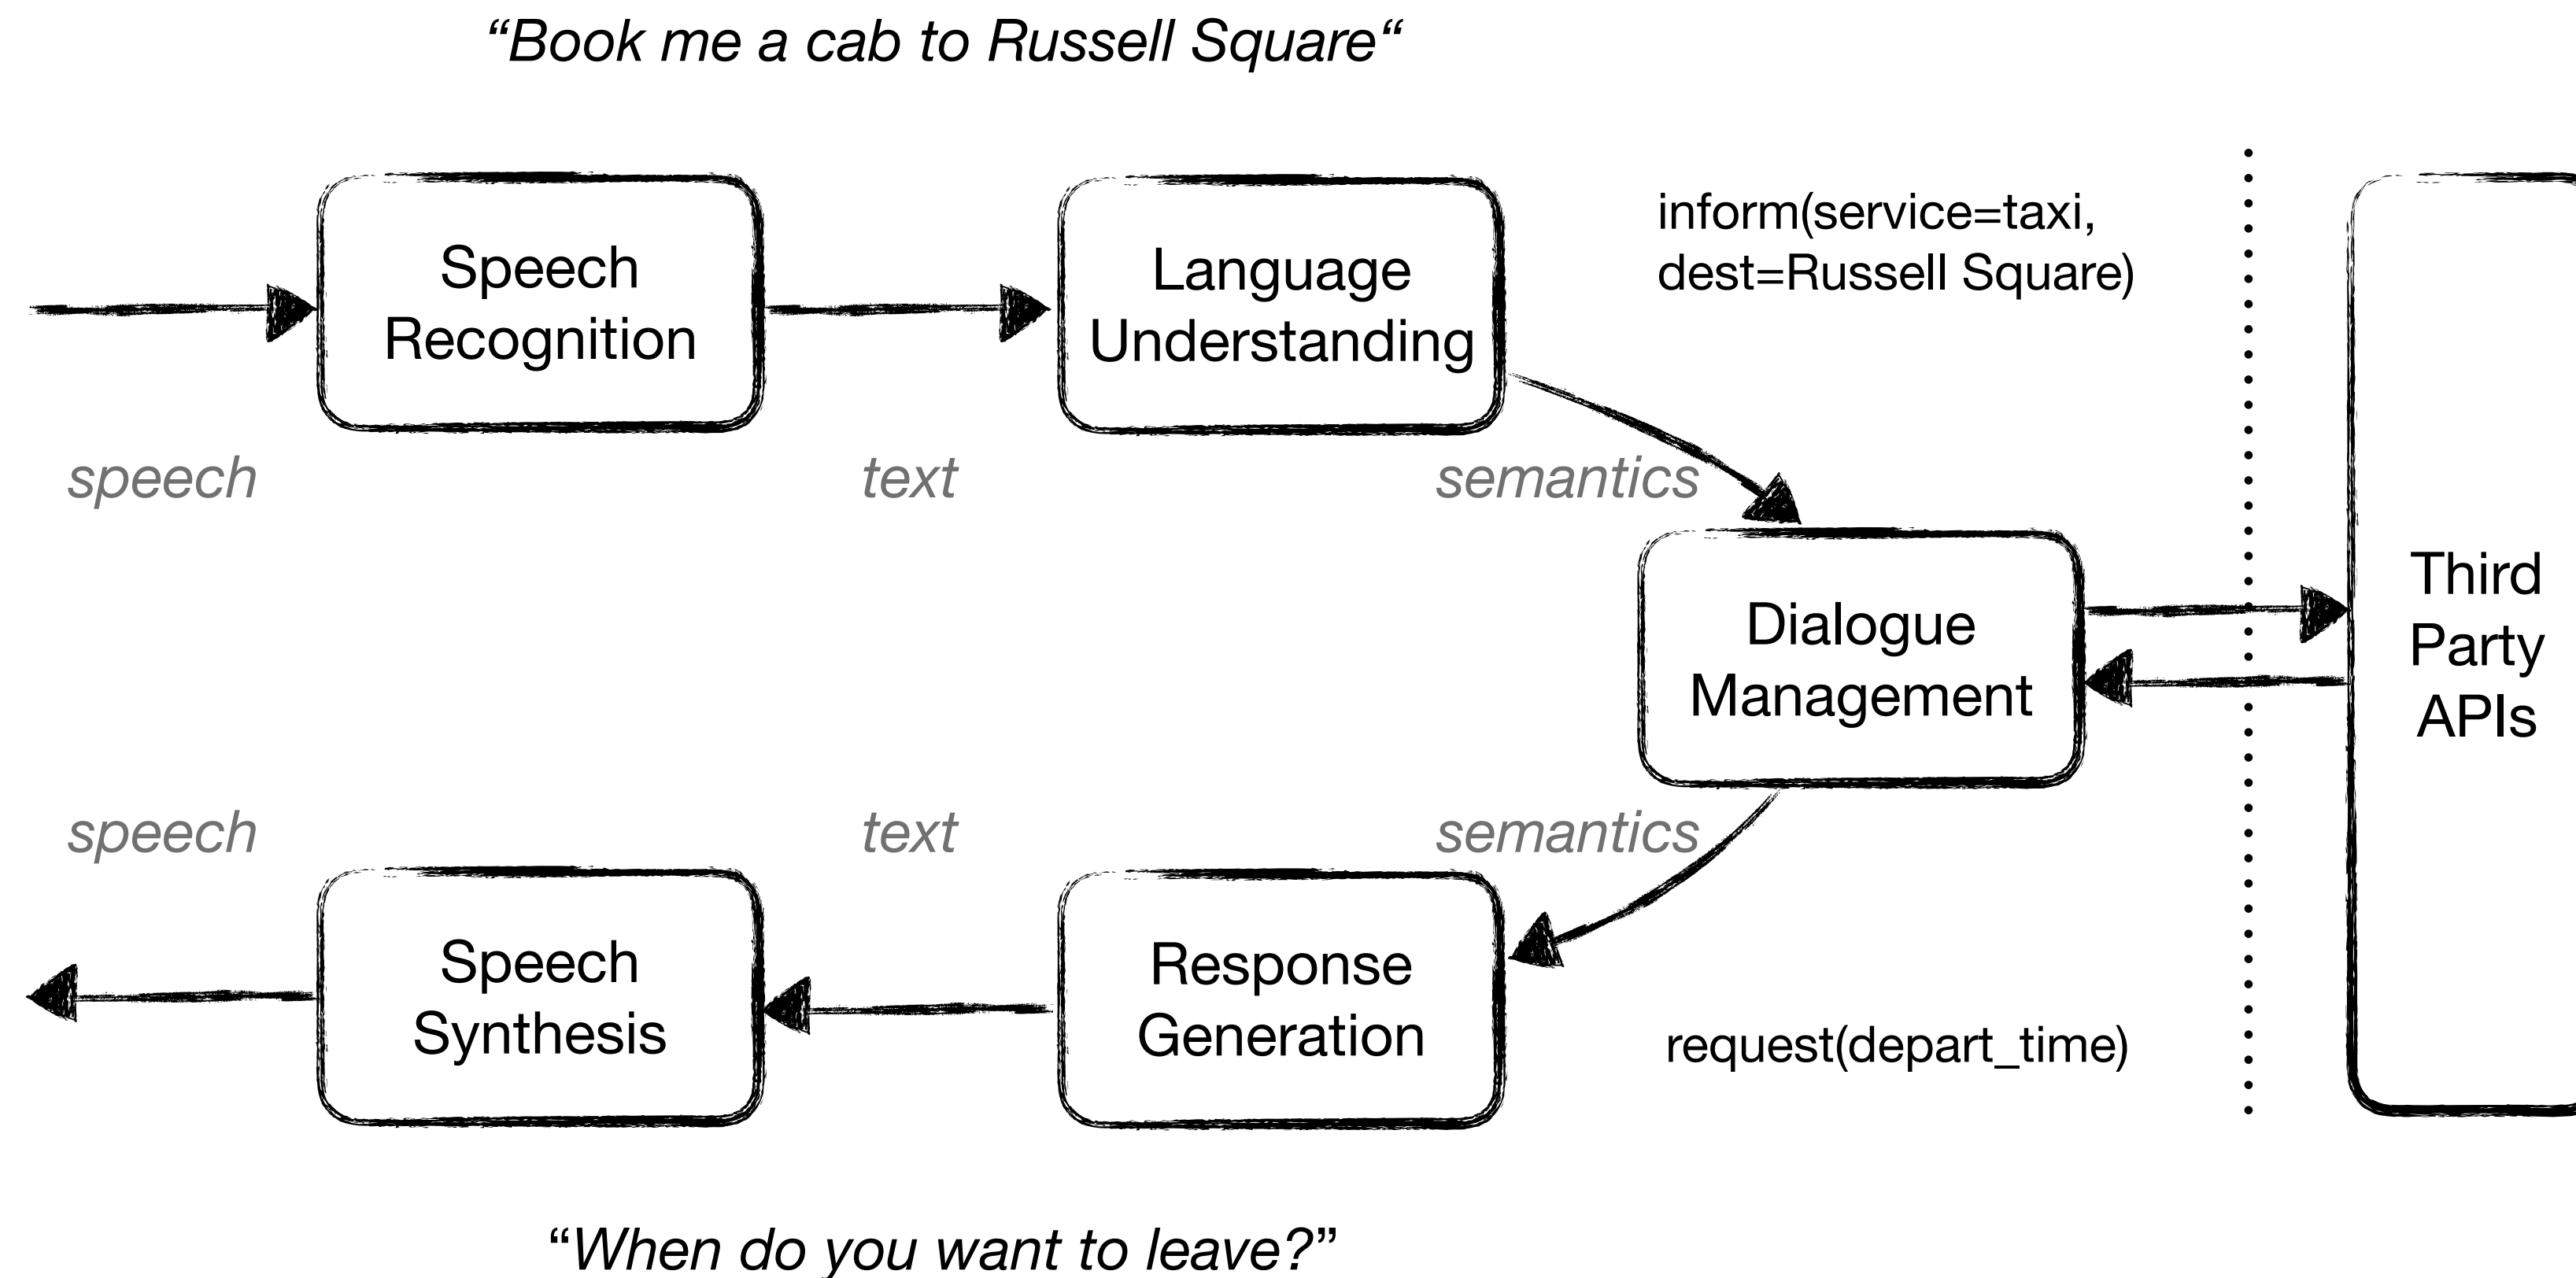 “Book me a cab to Russell Square“
Speech
Recognition
Language
Understanding
inform(service=taxi,
dest=Russell Square)
speech
text
semantics
Dialogue
Management
Third
Party
APIs
speech
text
semantics
Speech
Synthesis
Response
Generation
request(depart_time)
“When do you want to leave?”